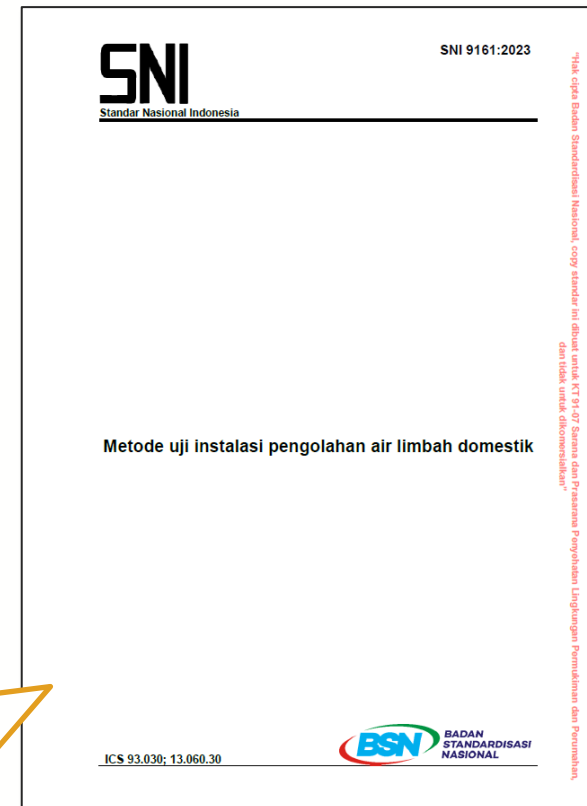 SNI
Standar Nasional Indonesia
SNI 9161:2023
Metode uji instalasi pengolahan air limbah domestik
ICS 93.030; 13.060.30
BSN
BADAN
STANDARDISASI
NASIONAL
"Hak cipta Badan Standardisasi Nasional, copy standar ini dibuat untuk KT 91-07 Sarana dan Prasarana Penyehatan Lingkungan Permukiman dan Perumahan,
dan tidak untuk dikomersialkan"